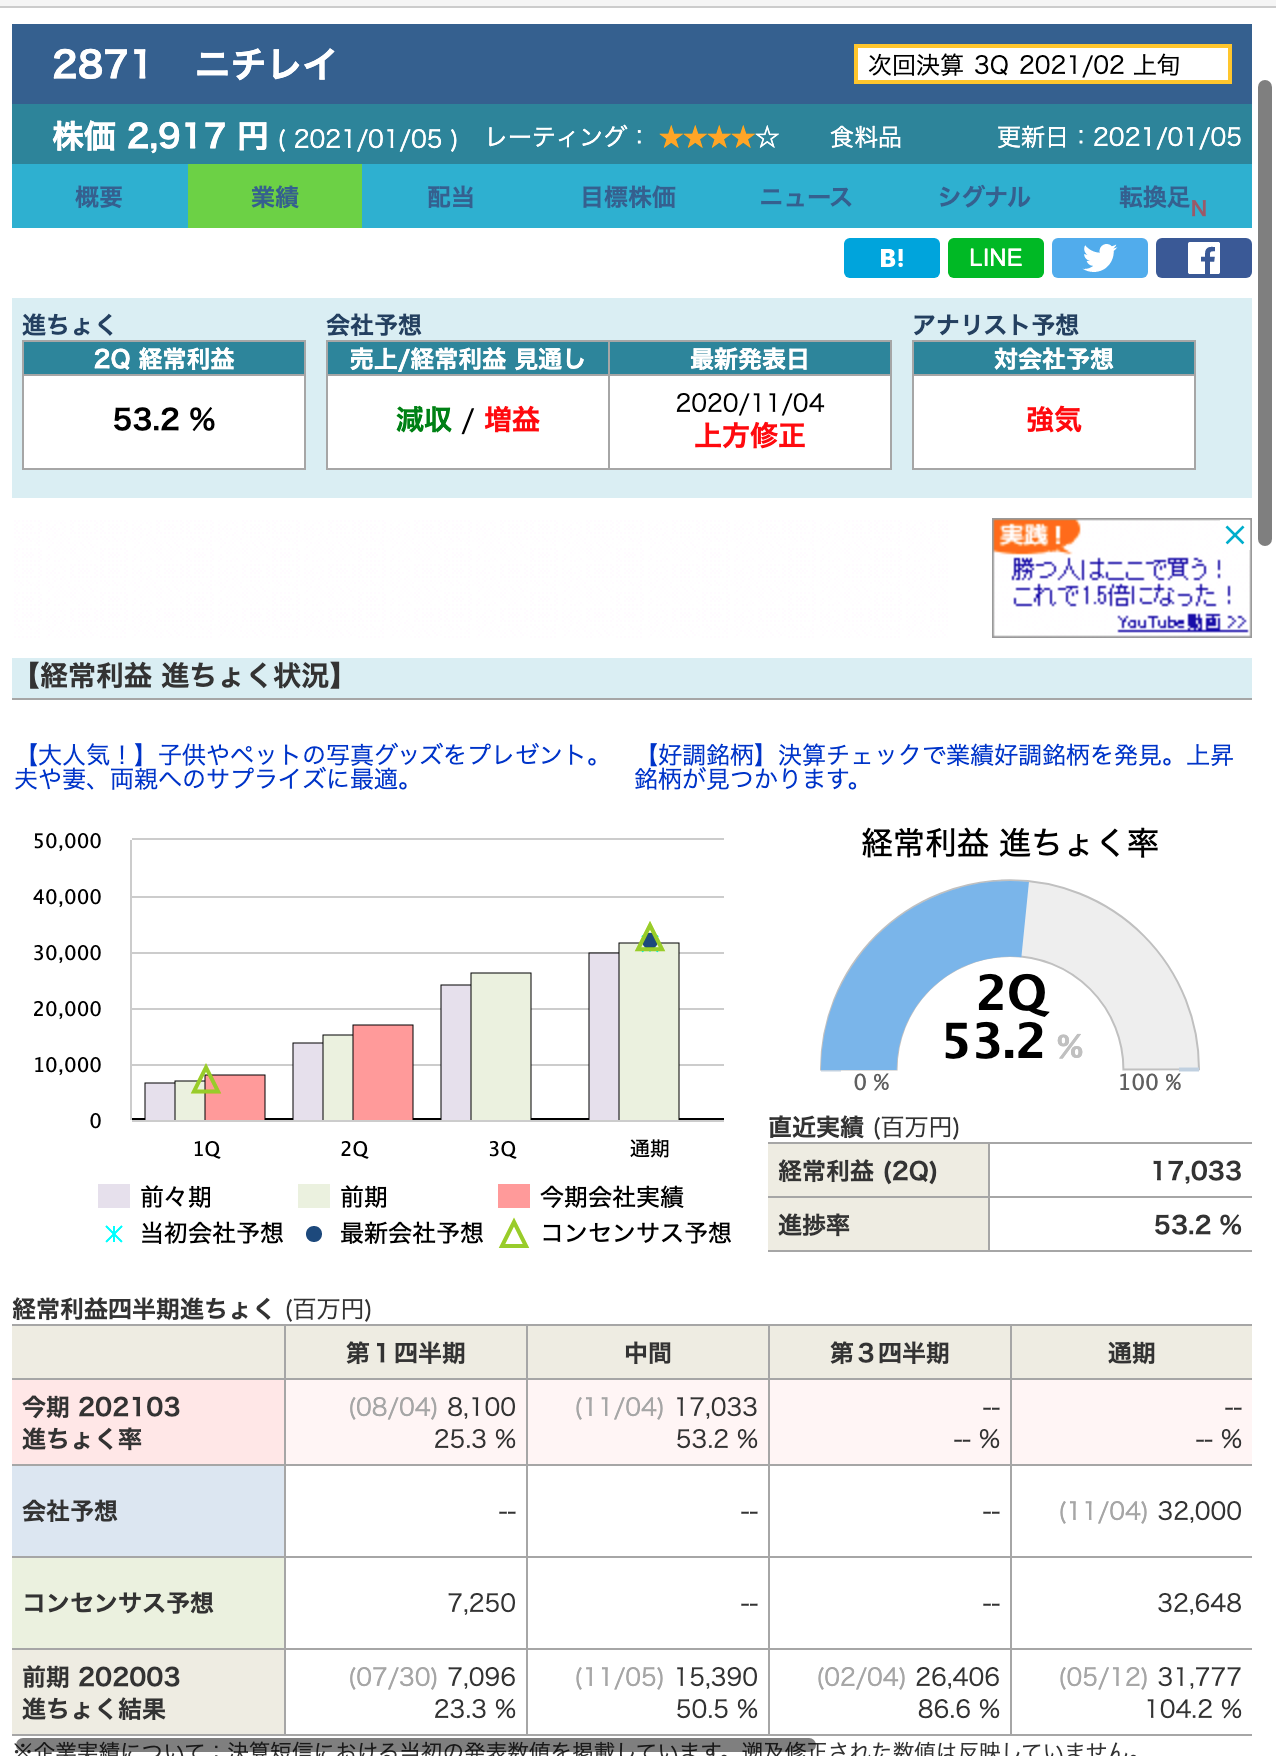 2871 ニチレイ
次回決算 3Q 2021/02 上旬
株価 2,917 円 ( 2021/01/05 ) レーティング： ★★★★☆ 食料品 更新日：2021/01/05
概要 業績 配当 目標株価 ニュース シグナル 転換足N
B! LINE
進ちょく 会社予想 アナリスト予想
2Q 経常利益 売上/経常利益 見通し 最新発表日 対会社予想
53.2 % 減収 / 増益 2020/11/04 強気
上方修正
実践！
勝つ人はここで買う！
これで1.5倍になった！
YouTube動画 >>
【経常利益 進ちょく状況】
【大人気！】子供やペットの写真グッズをプレゼント。
夫や妻、両親へのサプライズに最適。
【好調銘柄】決算チェックで業績好調銘柄を発見。上昇
銘柄が見つかります。
50,000
40,000
30,000
20,000
10,000
0
1Q 2Q 3Q 通期
前々期 前期 今期会社実績
当初会社予想 最新会社予想 コンセンサス予想
経常利益 進ちょく率
2Q
53.2 %
0 % 100 %
直近実績 (百万円)
経常利益 (2Q) 17,033
進捗率 53.2 %
経常利益四半期進ちょく (百万円)
第１四半期 中間 第３四半期 通期
今期 202103 (08/04) 8,100 (11/04) 17,033 -- --
進ちょく率 25.3 % 53.2 % -- % -- %
会社予想 -- -- -- (11/04) 32,000
コンセンサス予想 7,250 -- -- 32,648
前期 202003 (07/30) 7,096 (11/05) 15,390 (02/04) 26,406 (05/12) 31,777
進ちょく結果 23.3 % 50.5 % 86.6 % 104.2 %
※企業実績について：決算短信における当初の発表数値を掲載しています。遡及修正された数値は反映していません。